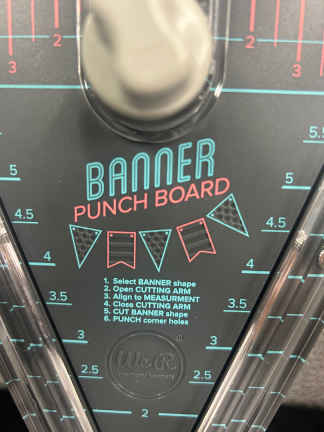 2
2
3
3
BANNER
PUNCH BOARD
5.5
5
5
4.5
4.5
4
4
3.5
3.5
3
3
2.5
2.5
2
1. Select BANNER shape
2. Open CUTTING ARM
3. Align to MEASURMENT
4. Close CUTTING ARM
5. CUT BANNER shape
6. PUNCH corner holes
We R